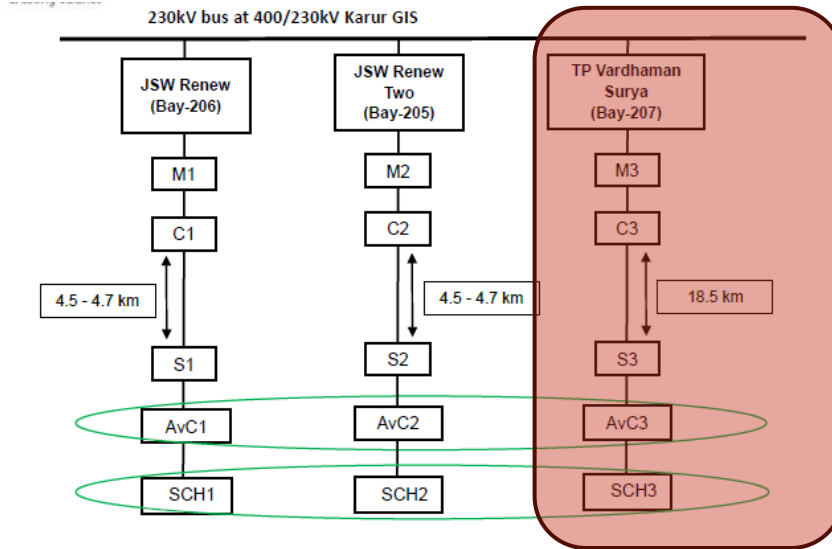 230kV bus at 400/230kV Karur GIS
JSW Renew
(Bay-206)
JSW Renew
Two
(Bay-205)
TP Vardhaman
Surya
(Bay-207)
M1
M2
M3
C1
C2
C3
4.5 - 4.7 km
4.5 - 4.7 km
18.5 km
S1
S2
S3
AvC1
AvC2
AvC3
SCH1
SCH2
SCH3